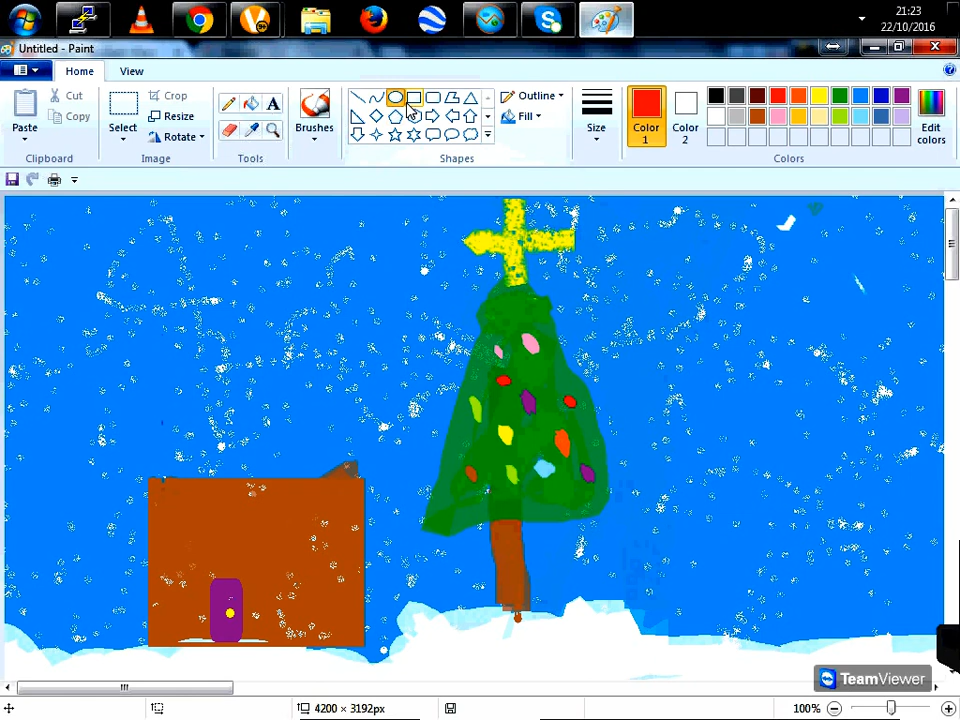 21:23
22/10/2016
Untitled - Paint
Home
View
Paste
Cut
Copy
Clipboard
Select
Crop
Resize
Rotate
Image
A
Tools
Brushes
Outline
Fill
Shapes
Size
Color
1
Color
2
Edit
colors
Colors
TeamViewer
4200 × 3192px
100%